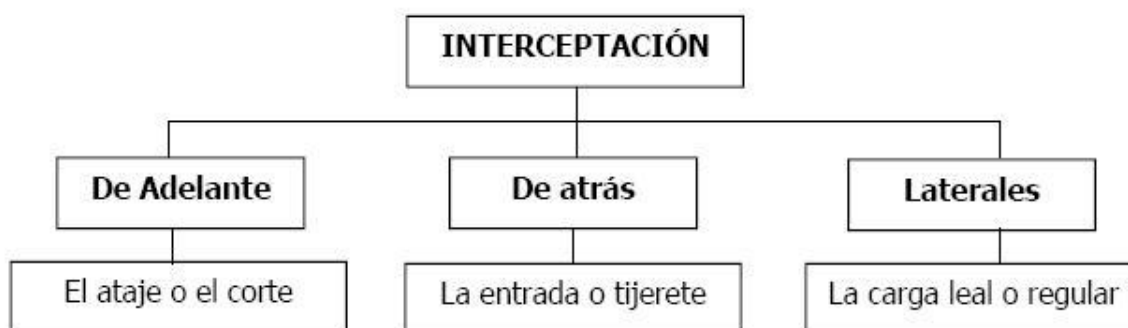 INTERCEPTACIÓN
De Adelante
De atrás
Laterales
El ataje o el corte
La entrada o tijerete
La carga leal o regular